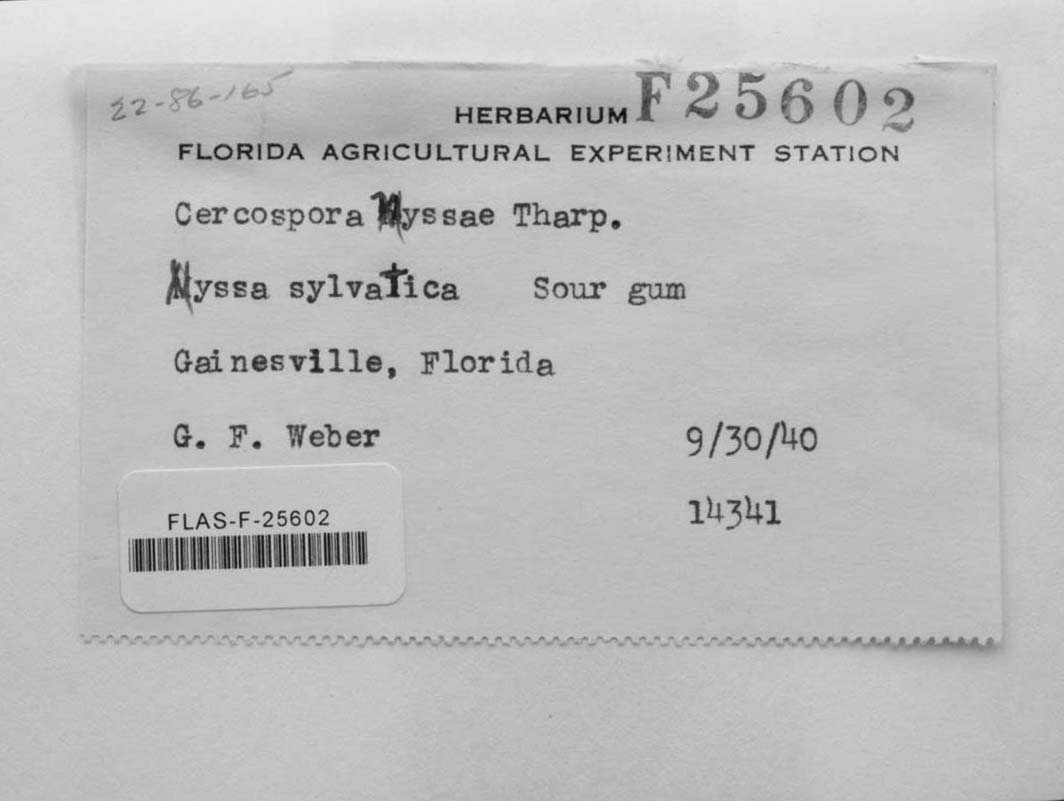 22-86-165
HERBARIUM F25602
FLORIDA AGRICULTURAL EXPERIMENT STATION
Cercospora Nyssae Tharp.
Nyssa sylvatica Sour gum
Gainesville, Florida
G. F. Weber 9/30/40
14341
FLAS-F-25602